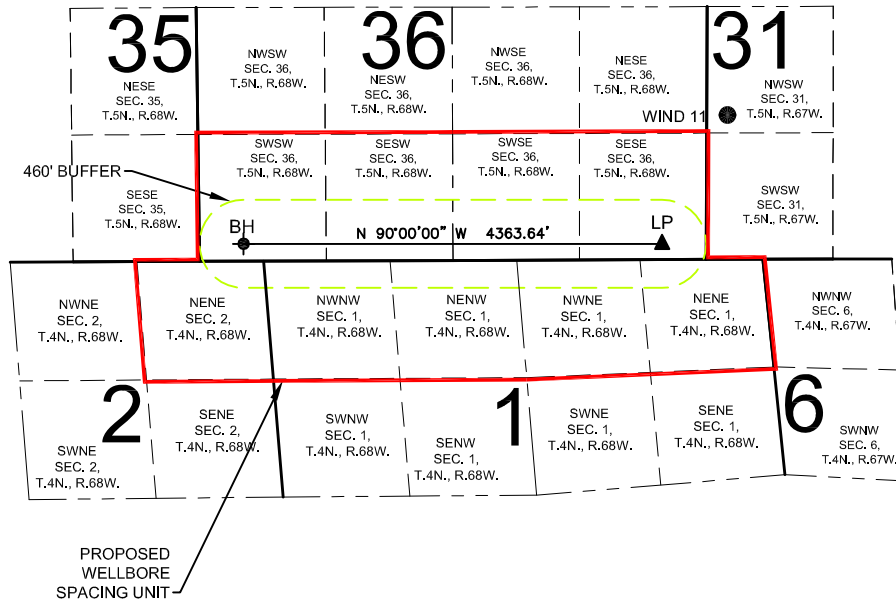 35
36
31
NESE
SEC. 35,
T.5N., R.68W.
NWSW
SEC. 36,
T.5N., R.68W.
NESW
SEC. 36,
T.5N., R.68W.
NWSE
SEC. 36,
T.5N., R.68W.
NESE
SEC. 36,
T.5N., R.68W.
WIND 11
NWSW
SEC. 31,
T.5N., R.67W.
460' BUFFER
SESE
SEC. 35,
T.5N., R.68W.
SWSW
SEC. 36,
T.5N., R.68W.
SESW
SEC. 36,
T.5N., R.68W.
SWSE
SEC. 36,
T.5N., R.68W.
SESE
SEC. 36,
T.5N., R.68W.
SWSW
SEC. 31,
T.5N., R.67W.
BH
N 90°00'00" W 4363.64'
LP
NWNE
SEC. 2,
T.4N., R.68W.
NENE
SEC. 2,
T.4N., R.68W.
NWNW
SEC. 1,
T.4N., R.68W.
NENW
SEC. 1,
T.4N., R.68W.
NWNE
SEC. 1,
T.4N., R.68W.
NENE
SEC. 1,
T.4N., R.68W.
NWNW
SEC. 6,
T.4N., R.67W.
2
1
6
SWNE
SEC. 2,
T.4N., R.68W.
SENE
SEC. 2,
T.4N., R.68W.
SWNW
SEC. 1,
T.4N., R.68W.
SENW
SEC. 1,
T.4N., R.68W.
SWNE
SEC. 1,
T.4N., R.68W.
SENE
SEC. 1,
T.4N., R.68W.
SWNW
SEC. 6,
T.4N., R.67W.
PROPOSED
WELLBORE
SPACING UNIT